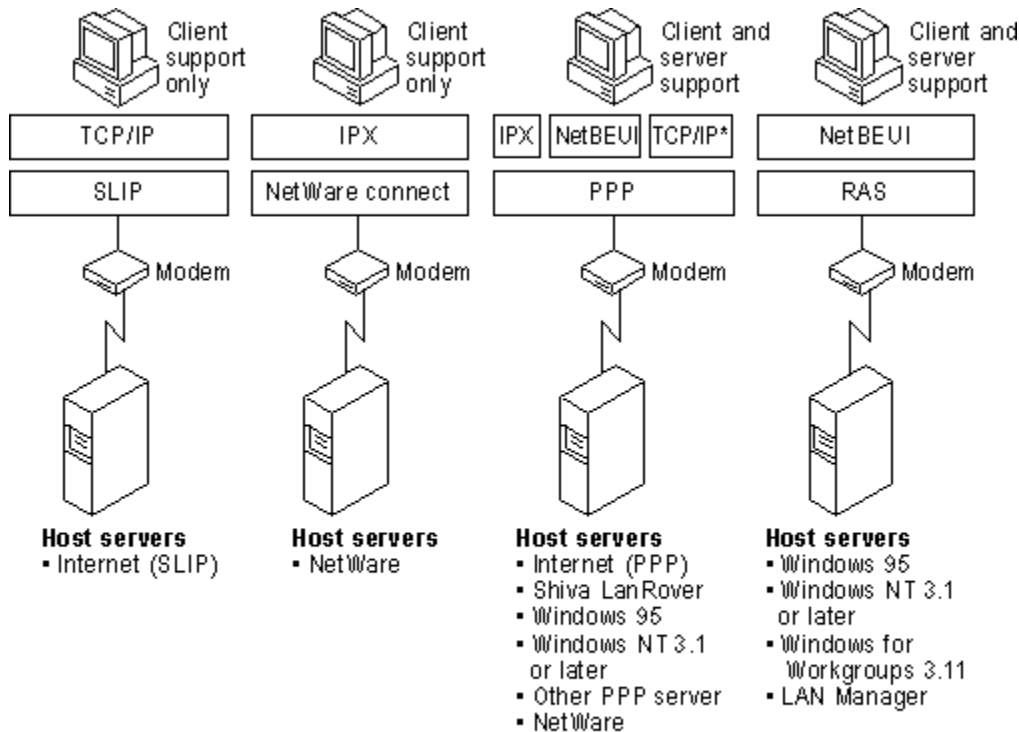 Client
support
only
TCP/IP
SLIP
Modem
Host servers
▪ Internet (SLIP)
Client
support
only
IPX
NetWare connect
Modem
Host servers
▪ NetWare
Client and
server
support
IPX
NetBEUI
TCP/IP*
PPP
Modem
Host servers
▪ Internet (PPP)
▪ Shiva LanRover
▪ Windows 95
▪ Windows NT 3.1
or later
▪ Other PPP server
▪ NetWare
Client and
server
support
NetBEUI
RAS
Modem
Host servers
▪ Windows 95
▪ Windows NT 3.1
or later
▪ Windows for
Workgroups 3.11
▪ LAN Manager